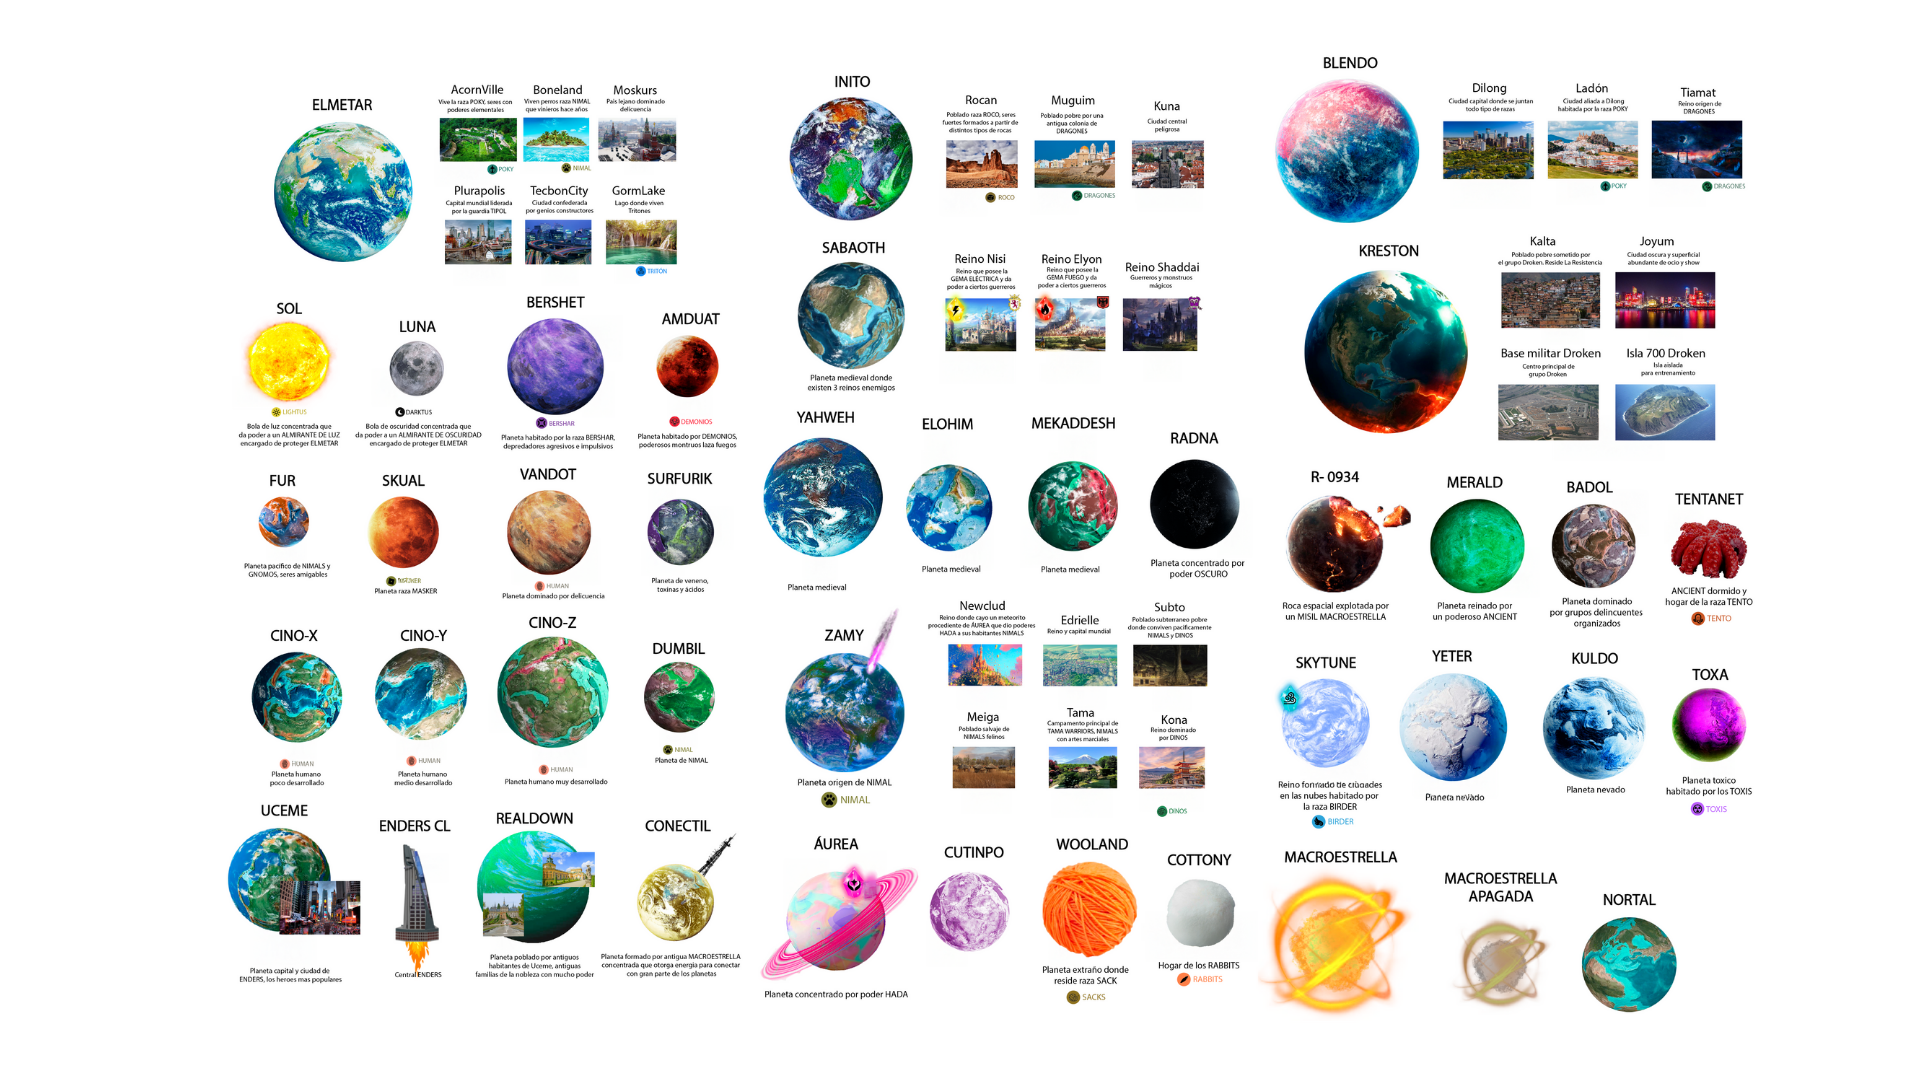 ELMETAR
AcornVille
Vive la raza POKY, seres con
poderes elementales
POKY
Boneland
Viven perros raza NIMAL
que vinieros hace años
NIMAL
Moskurs
País lejano dominado
delicuencia
Plurapolis
Capital mundial liderada
por la guardia TIPOL
TecbonCity
Ciudad confederada
por genios constructores
GormLake
Lago donde viven
Tritones
TRITON
SOL
LIGHTUS
Bola de luz concentrada que
da poder a un ALMIRANTE DE LUZ
encargado de proteger ELMETAR
LUNA
DARKTUS
Bola de oscuridad concentrada que
da poder a un ALMIRANTE DE OSCURIDAD
encargado de proteger ELMETAR
BERSHET
BERSHAR
Planeta habitado por la raza BERSHAR,
depredadores agresivos e impulsivos
AMDUAT
DEMONIOS
Planeta habitado por DEMONIOS,
poderosos montruos laza fuegos
FUR
Planeta pacifico de NIMALS y
GNOMOS, seres amigables
SKUAL
Planeta raza MASKER
VANDOT
HUMAN
Planeta dominado por delicuencia
SURFURIK
Planeta de veneno,
toxinas y ácidos
CINO-X
HUMAN
Planeta humano
poco desarrollado
CINO-Y
HUMAN
Planeta humano
medio desarrollado
CINO-Z
HUMAN
Planeta humano muy desarrollado
DUMBIL
NIMAL
Planeta de NIMAL
UCEME
Planeta capital y ciudad de
ENDERS, los heroes mas populares
ENDERS CL
Central ENDERS
REALDOWN
Planeta poblado por antiguos
habitantes de Uceme, antiguas
familias de la nobleza con mucho poder
CONECTIL
Planeta formado por antigua MACROESTRELLA
concentrada que otorga energía para conectar
con gran parte de los planetas
INITO
Rocan
Poblado raza ROCO, seres
fuertes formados a partir de
distintos tipos de rocas
ROCO
Muguim
Poblado pobre por una
antigua colonia de
DRAGONES
DRAGONES
Kuna
Ciudad central
peligrosa
SABAOTH
Planeta medieval donde
existen 3 reinos enemigos
Reino Nisi
Reino que posee la
GEMA ELÉCTRICA y da
poder a ciertos guerreros
Reino Elyon
Reino que posee la
GEMA FUEGO y da
poder a ciertos guerreros
Reino Shaddai
Guerreros y monstruos
mágicos
YAHWEH
Planeta medieval
ELOHIM
Planeta medieval
MEKADDESH
Planeta medieval
RADNA
Planeta concentrado por
poder OSCURO
ZAMY
Planeta origen de NIMAL
NIMAL
Newclud
Reino donde cayo un meteorito
procediente de ÁUREA que dio poderes
HADA a sus habitantes NIMALS
Edrielle
Reino y capital mundial
Subto
Poblado subterraneo pobre
donde conviven pacificamente
NIMALS y DINOS
Meiga
Poblado salvaje de
NIMALS felinos
Tama
Campamento principal de
TAMA WARRIORS, NIMALS
con artes marciales
Kona
Reino dominado
por DINOS
DINOS
ÁUREA
Planeta concentrado por poder HADA
CUTINPO
WOOLAND
Planeta extraño donde
reside raza SACK
SACKS
COTTONY
Hogar de los RABBITS
RABBITS
BLENDO
Dilong
Ciudad capital donde se juntan
todo tipo de razas
Ladón
Ciudad aliada a Dilong
habitada por la raza POKY
POKY
Tiamat
Reino origen de
DRAGONES
DRAGONES
KRESTON
Kalta
Poblado pobre sometido por
el grupo Droken. Reside La Resistencia
Joyum
Ciudad oscura y superficial
abundante de ocio y show
Base militar Droken
Centro principal de
grupo Droken
Isla 700 Droken
Isla aislada
para entrenamiento
R- 0934
Roca espacial explotada por
un MISIL MACROESTRELLA
MERALD
Planeta reinado por
un poderoso ANCIENT
BADOL
Planeta dominado
por grupos delincuentes
organizados
TENTANET
ANCIENT dormido y
hogar de la raza TENTO
TENTO
SKYTUNE
Reino formado de ciudades
en las nubes habitado por
la raza BIRDER
BIRDER
YETER
Planeta nevado
KULDO
Planeta nevado
TOXA
Planeta toxico
habitado por los TOXIS
TOXIS
MACROESTRELLA
MACROESTRELLA
APAGADA
NORTAL